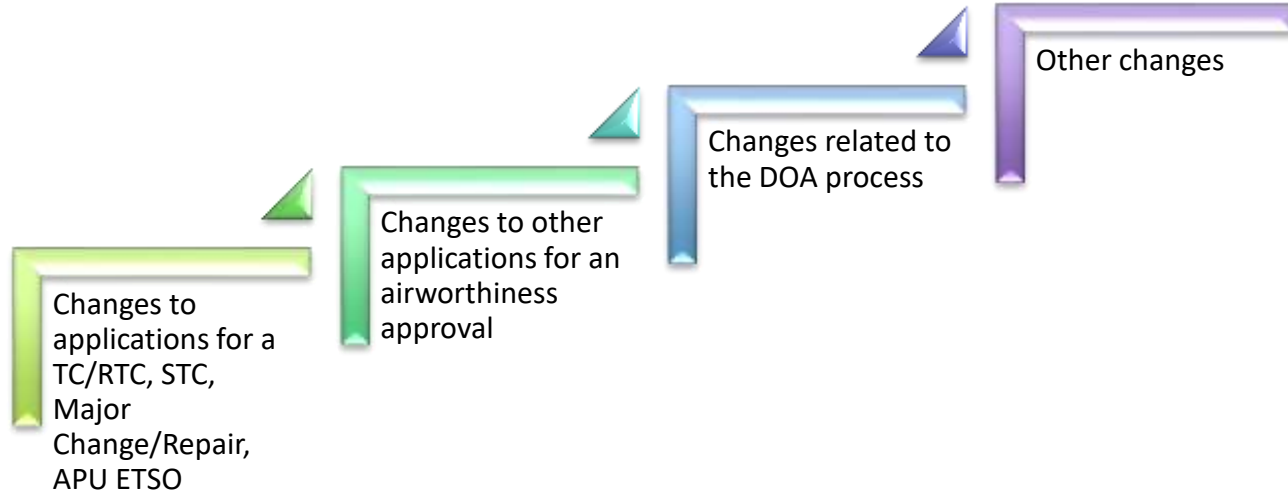 Changes to
applications for a
TC/RTC, STC,
Major
Change/Repair,
APU ETSO
Changes to other
applications for an
airworthiness
approval
Changes related to
the DOA process
Other changes